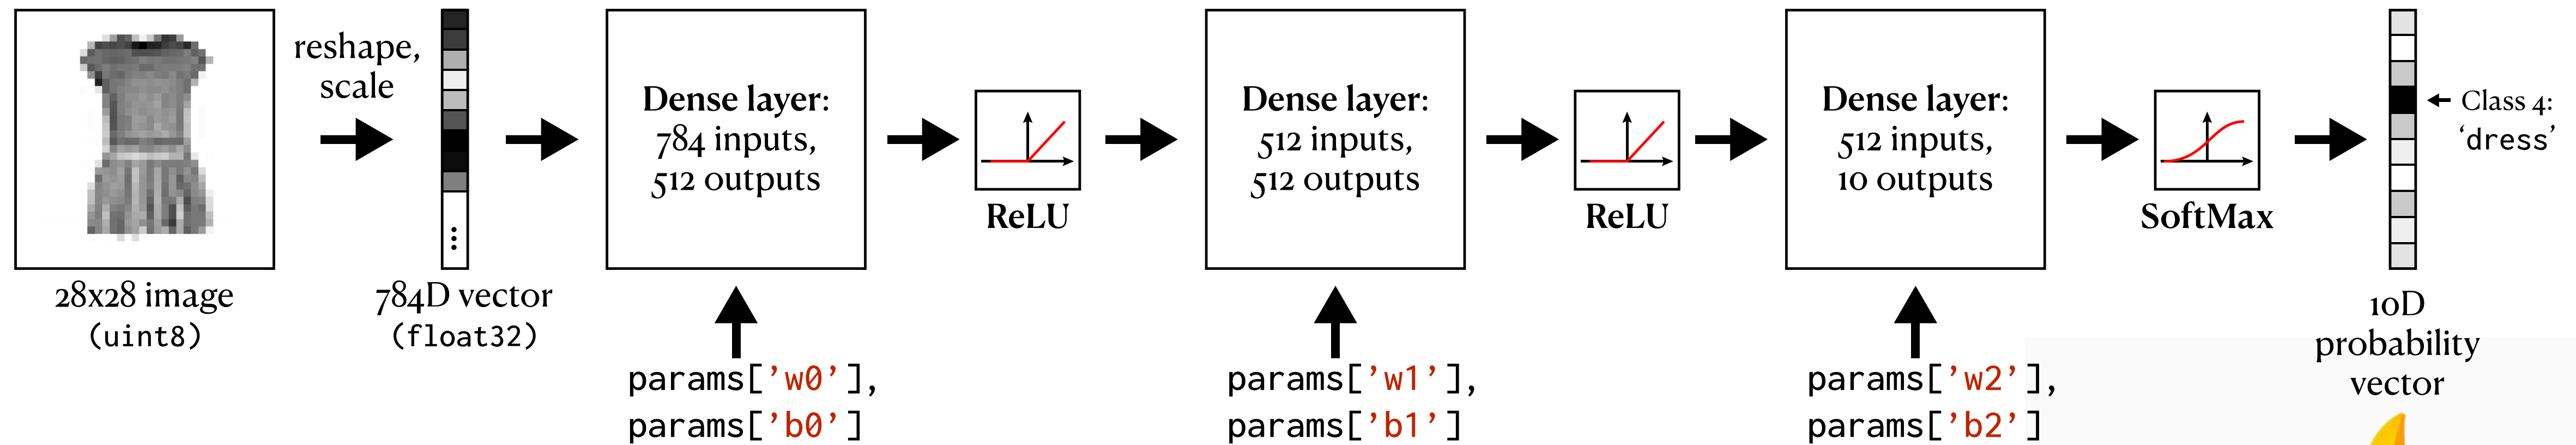 reshape,
scale
28x28 image
(uint8)
784D vector
(float32)
Dense layer:
784 inputs,
512 outputs
params['w0'],
params['b0']
ReLU
Dense layer:
512 inputs,
512 outputs
params['w1'],
params['b1']
ReLU
Dense layer:
512 inputs,
10 outputs
params['w2'],
params['b2']
SoftMax
Class 4:
‘dress’
10D
probability
vector